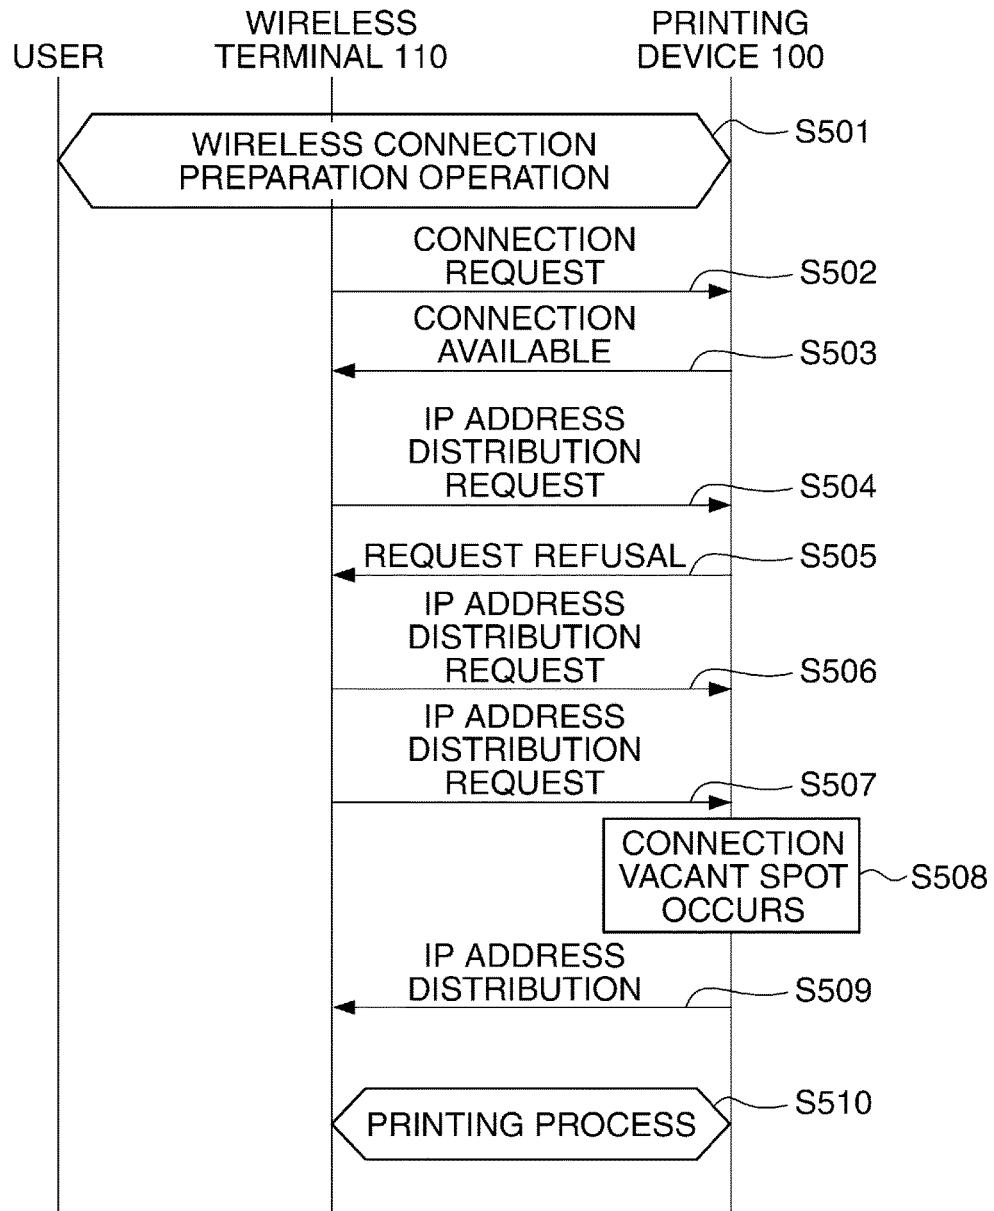 USER
WIRELESS
TERMINAL 110
PRINTING
DEVICE 100
WIRELESS CONNECTION
PREPARATION OPERATION
S501
CONNECTION
REQUEST
S502
CONNECTION
AVAILABLE
S503
IP ADDRESS
DISTRIBUTION
REQUEST
S504
REQUEST REFUSAL
S505
IP ADDRESS
DISTRIBUTION
REQUEST
S506
IP ADDRESS
DISTRIBUTION
REQUEST
S507
CONNECTION
VACANT SPOT
OCCURS
S508
IP ADDRESS
DISTRIBUTION
S509
PRINTING PROCESS
S510